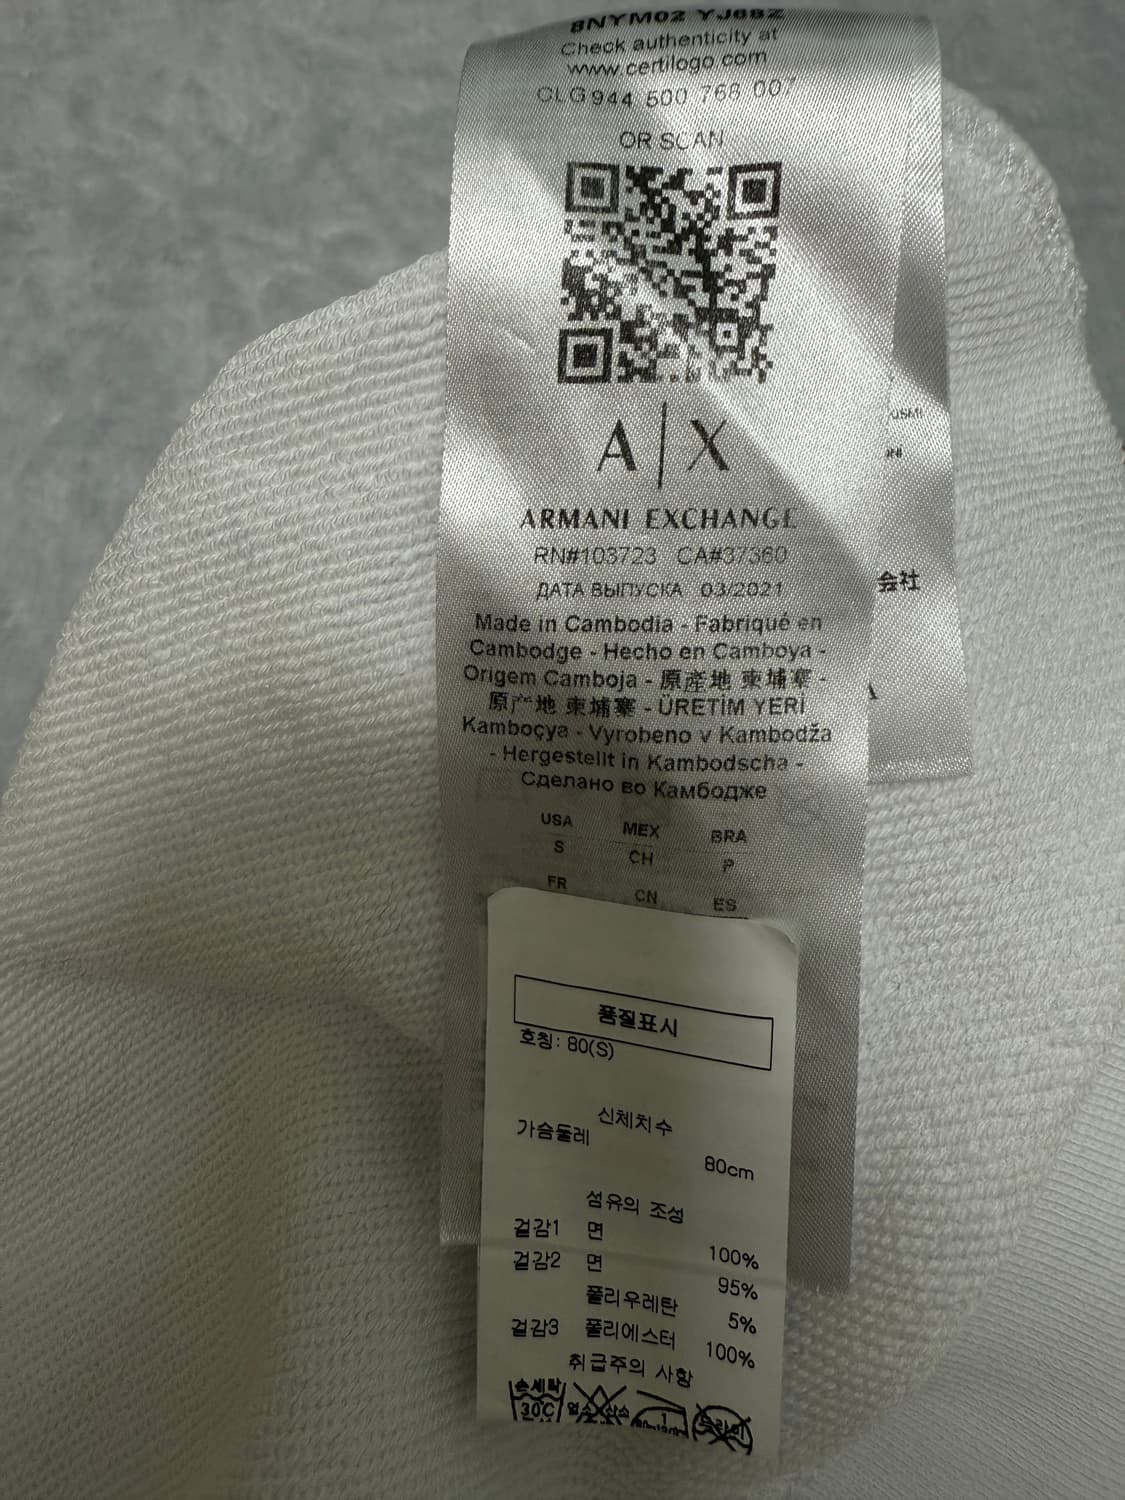 8NYM02 YJ68Z
Check authenticity at
www.certilogo.com
CLG 944 500 768 007
OR SCAN
A|X
ARMANI EXCHANGE
RN#103723 CA#37360
ДАТА ВЫПУСКА 03/2021
Made in Cambodia - Fabriqué en
Cambodge - Hecho en Camboya -
Origem Camboja - 原產地 柬埔寨 -
原产地 柬埔寨 - ÜRETİM YERİ
Kamboçya - Vyrobeno v Kambodža
- Hergestellt in Kambodscha -
Сделано во Камбодже
USA MEX BRA
S CH P
FR CN ES
会社
품질표시
호칭: 80(S)
신체치수
가슴둘레
80cm
섬유의 조성
겉감1 면 100%
겉감2 면 95%
폴리우레탄 5%
겉감3 폴리에스터 100%
취급주의 사항
손세탁
30C